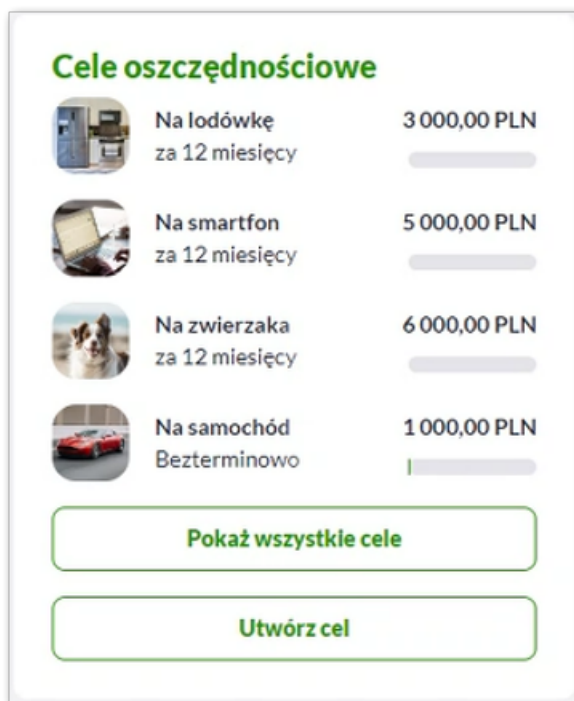 Cele oszczędnościowe
Na lodówkę 3 000,00 PLN
za 12 miesięcy
Na smartfon 5 000,00 PLN
za 12 miesięcy
Na zwierzaka 6 000,00 PLN
za 12 miesięcy
Na samochód 1 000,00 PLN
Bezterminowo
Pokaż wszystkie cele
Utwórz cel